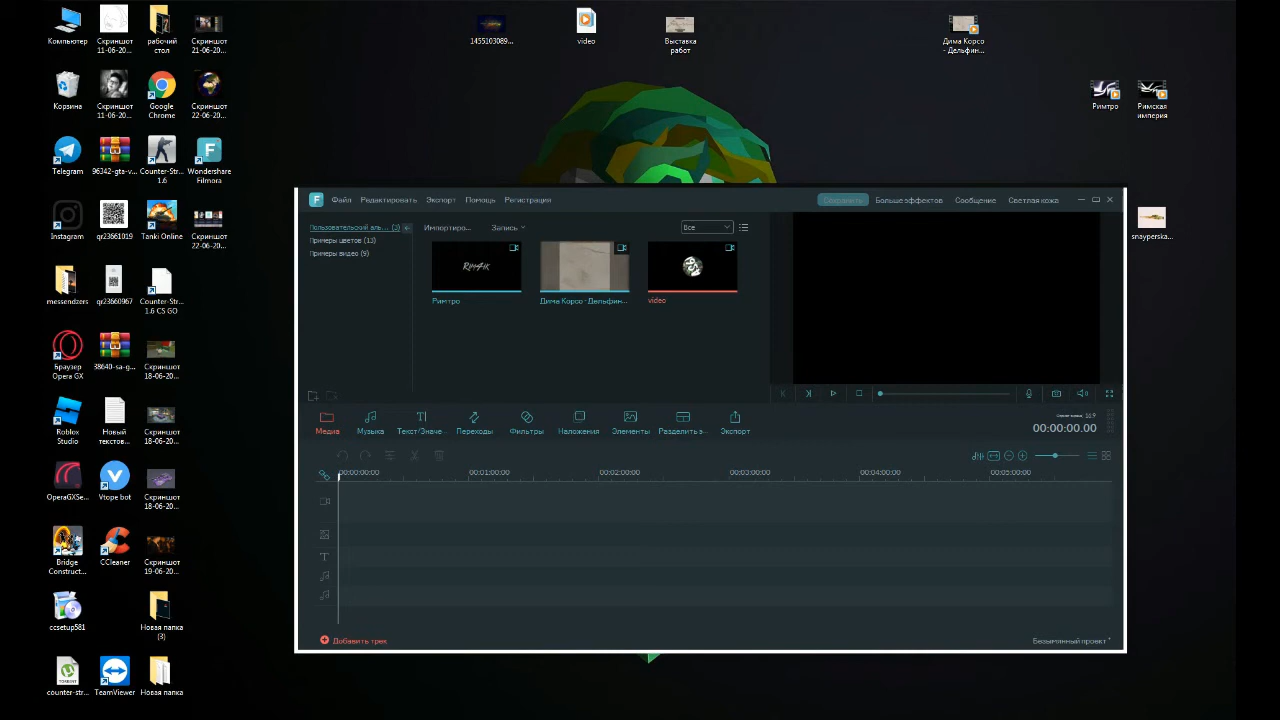 Компьютер
Скриншот
11-06-20...
рабочий
стол
Скриншот
21-06-20...
1455103089...
video
Выставка
работ
Дима Корсо
- Дельфин...
Корзина
Скриншот
11-06-20...
Google
Chrome
Скриншот
22-06-20...
Римтро
Римская
империя
Telegram
96342-gta-v...
Counter-Str...
1.6
Wondershare
Filmora
Instagram
qr23661019
Tanki Online
Скриншот
22-06-20...
snayperska...
messendzers
qr23660967
Counter-Str...
1.6 CS GO
Браузер
Opera GX
38640-sa-g...
Скриншот
18-06-20...
Roblox
Studio
Новый
текстов...
Скриншот
18-06-20...
OperaGXSe...
Vtope bot
Скриншот
18-06-20...
Bridge
Construct...
CCleaner
Скриншот
19-06-20...
ccsetup581
Новая папка
(3)
counter-str...
TeamViewer
Новая папка
Файл Редактировать Экспорт Помощь Регистрация Сохранить Больше эффектов Сообщение Светлая кожа
Пользовательский аль... (3)
Примеры цветов (13)
Примеры видео (9)
Импортиро... Запись Все
RIM4IK
Римтро
Дима Корсо - Дельфин...
video
Медиа Музыка Текст/Значе... Переходы Фильтры Наложения Элементы Разделить э... Экспорт
00:00:00.00
00:00:00:00 00:01:00:00 00:02:00:00 00:03:00:00 00:04:00:00 00:05:00:00
Добавить трек
Безымянный проект*